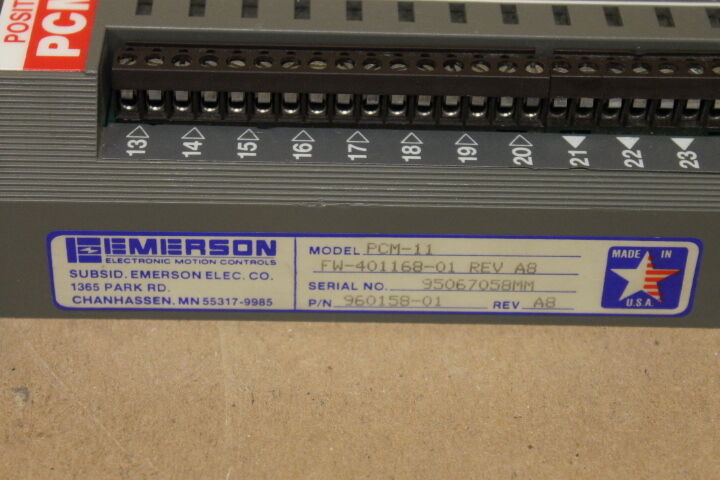 POSIT
PCM
13 14 15 16 17 18 19 20 21 22 23
EMERSON
ELECTRONIC MOTION CONTROLS
SUBSID. EMERSON ELEC. CO.
1365 PARK RD.
CHANHASSEN, MN 55317-9985
MODEL PCM-11
FW-401168-01 REV A8
SERIAL NO. 95067058MM
P/N 960158-01 REV A8
MADE IN
U.S.A.